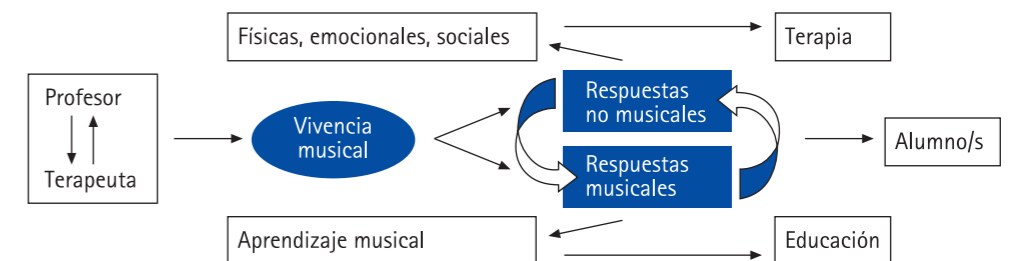 Físicas, emocionales, sociales
Terapia
Profesor
Terapeuta
Vivencia
musical
Respuestas
no musicales
Respuestas
musicales
Alumno/s
Aprendizaje musical
Educación